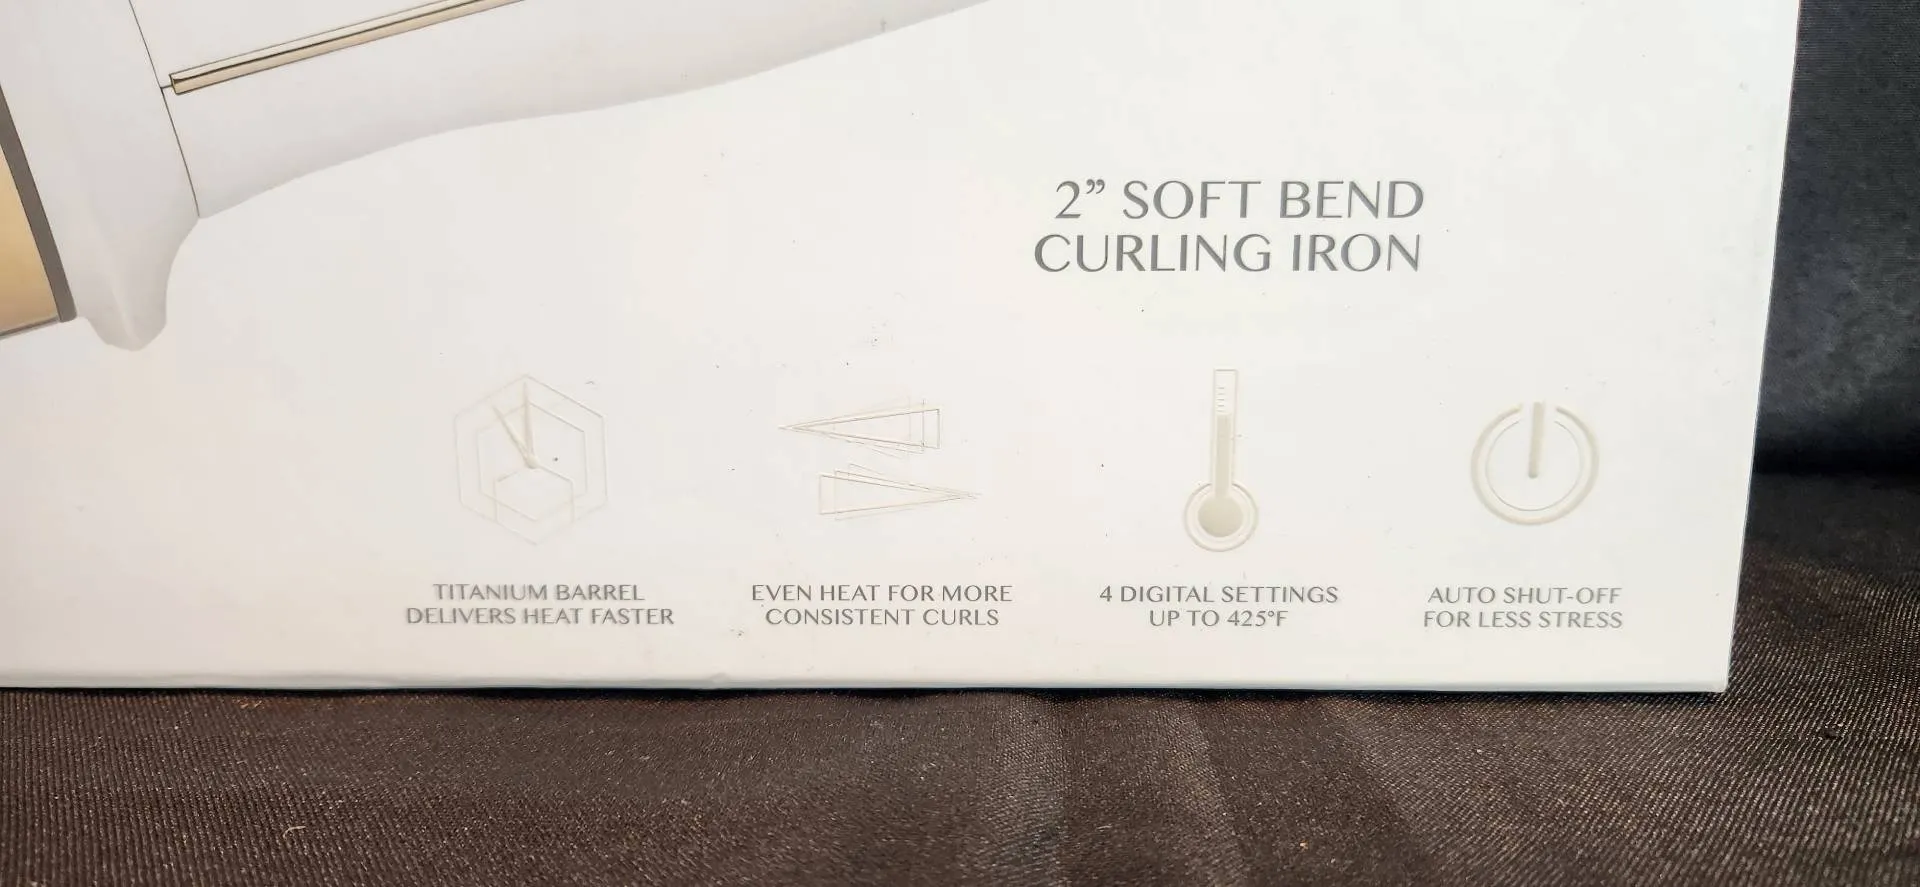 2” SOFT BEND
CURLING IRON
TITANIUM BARREL
DELIVERS HEAT FASTER
EVEN HEAT FOR MORE
CONSISTENT CURLS
4 DIGITAL SETTINGS
UP TO 425°F
AUTO SHUT-OFF
FOR LESS STRESS